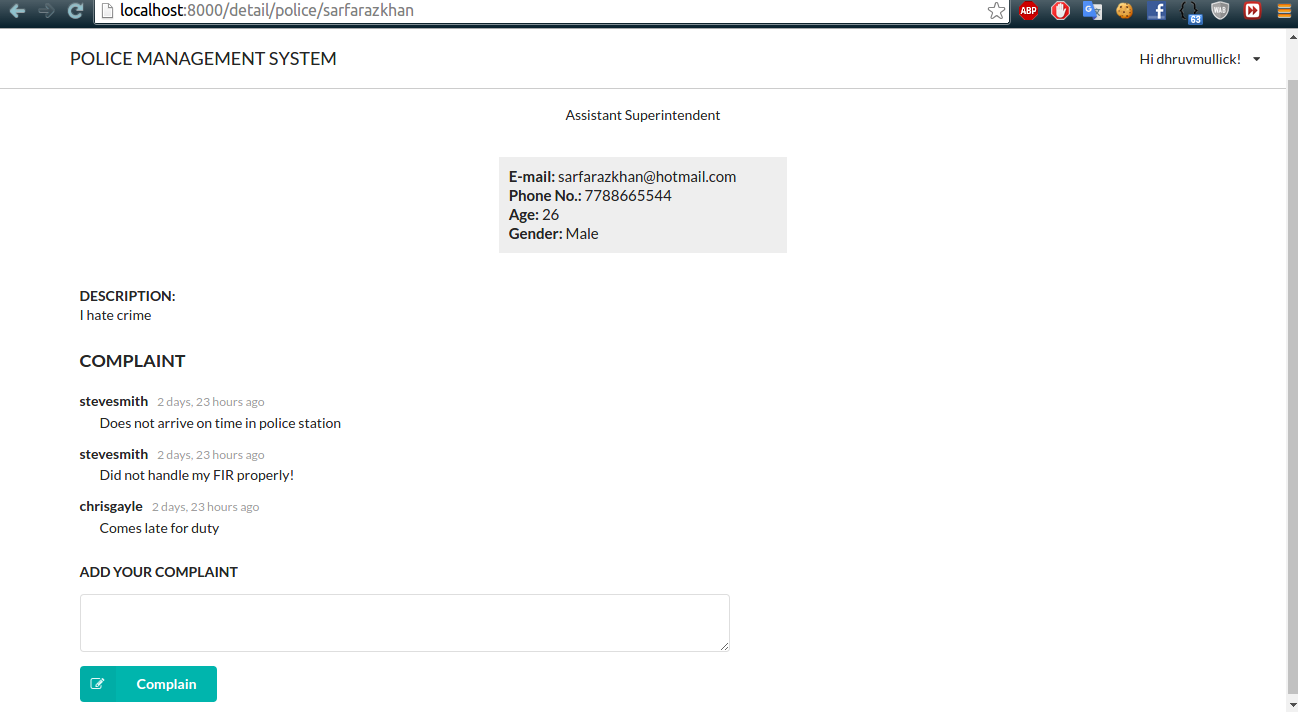 localhost:8000/detail/police/sarfarazkhan
ABP
63
WAB
POLICE MANAGEMENT SYSTEM
Hi dhruvmullick!
Assistant Superintendent
E-mail: sarfarazkhan@hotmail.com
Phone No.: 7788665544
Age: 26
Gender: Male
DESCRIPTION:
I hate crime
COMPLAINT
stevesmith 2 days, 23 hours ago
Does not arrive on time in police station
stevesmith 2 days, 23 hours ago
Did not handle my FIR properly!
chrisgayle 2 days, 23 hours ago
Comes late for duty
ADD YOUR COMPLAINT
Complain